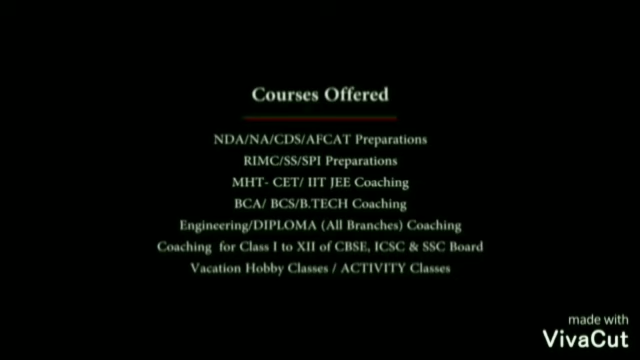 Courses Offered
NDA/NA/CDS/AFCAT Preparations
RIMC/SS/SPI Preparations
MHT- CET/ IIT JEE Coaching
BCA/ BCS/B.TECH Coaching
Engineering/DIPLOMA (All Branches) Coaching
Coaching for Class I to XII of CBSE, ICSC & SSC Board
Vacation Hobby Classes / ACTIVITY Classes
made with
VivaCut